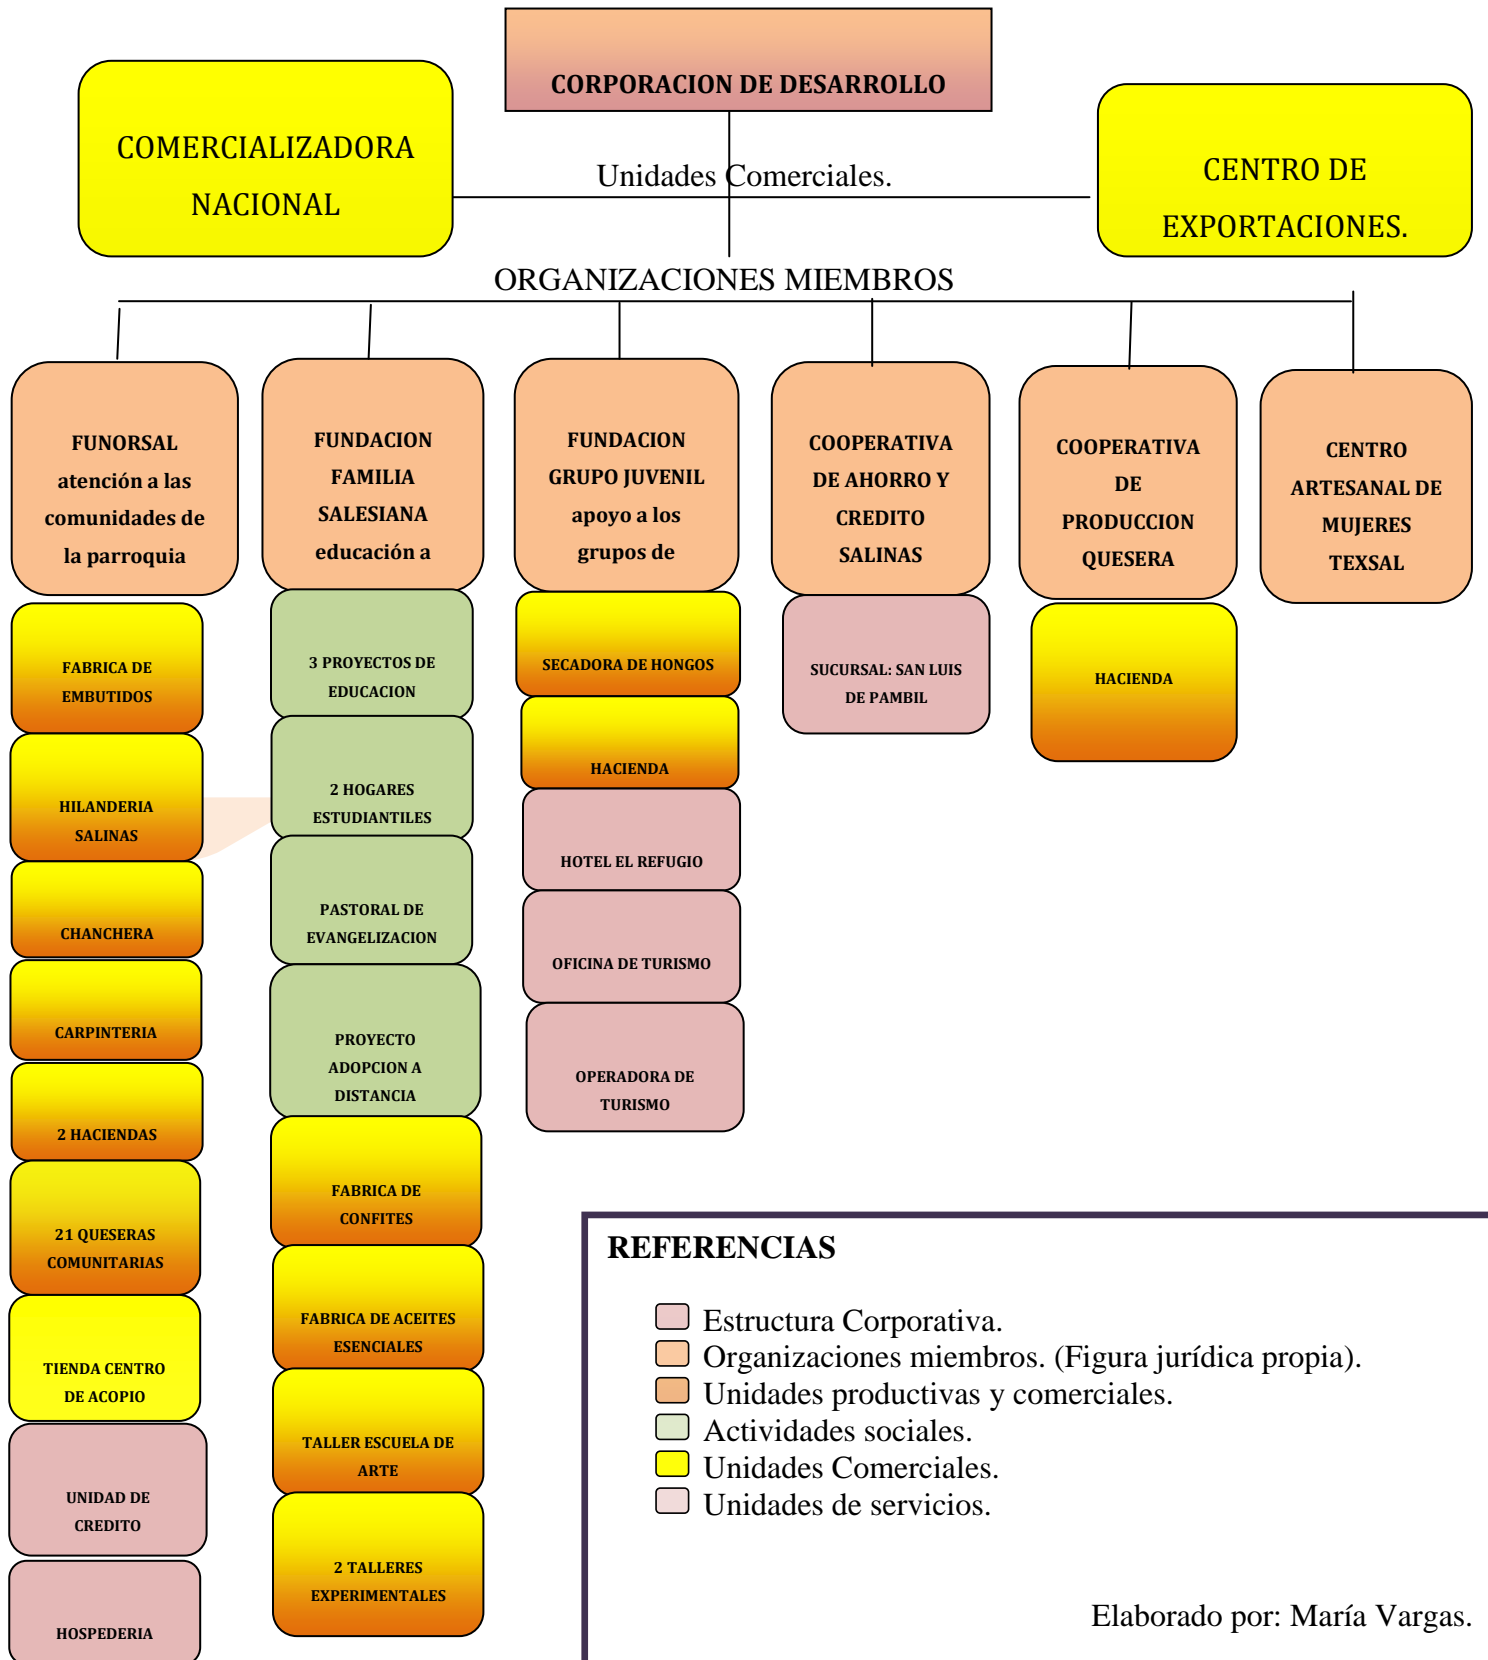 CORPORACION DE DESARROLLO
COMERCIALIZADORA
NACIONAL
Unidades Comerciales.
CENTRO DE
EXPORTACIONES.
ORGANIZACIONES MIEMBROS
FUNORSAL
atención a las
comunidades de
la parroquia
FUNDACION
FAMILIA
SALESIANA
educación a
FUNDACION
GRUPO JUVENIL
apoyo a los
grupos de
COOPERATIVA
DE AHORRO Y
CREDITO
SALINAS
COOPERATIVA
DE
PRODUCCION
QUESERA
CENTRO
ARTESANAL DE
MUJERES
TEXSAL
FABRICA DE
EMBUTIDOS
HILANDERIA
SALINAS
CHANCHERA
CARPINTERIA
2 HACIENDAS
21 QUESERAS
COMUNITARIAS
TIENDA CENTRO
DE ACOPIO
UNIDAD DE
CREDITO
HOSPEDERIA
3 PROYECTOS DE
EDUCACION
2 HOGARES
ESTUDIANTILES
PASTORAL DE
EVANGELIZACION
PROYECTO
ADOPCION A
DISTANCIA
FABRICA DE
CONFITES
FABRICA DE ACEITES
ESENCIALES
TALLER ESCUELA DE
ARTE
2 TALLERES
EXPERIMENTALES
SECADORA DE HONGOS
HACIENDA
HOTEL EL REFUGIO
OFICINA DE TURISMO
OPERADORA DE
TURISMO
SUCURSAL: SAN LUIS
DE PAMBIL
HACIENDA
REFERENCIAS
Estructura Corporativa.
Organizaciones miembros. (Figura jurídica propia).
Unidades productivas y comerciales.
Actividades sociales.
Unidades Comerciales.
Unidades de servicios.
Elaborado por: María Vargas.